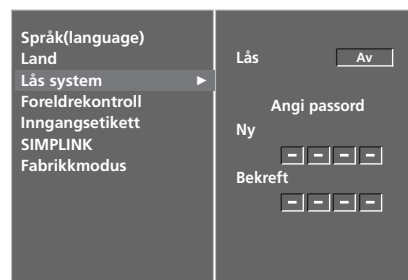 Språk(language)
Land
Lås system ►
Foreldrekontroll
Inngangsetikett
SIMPLINK
Fabrikkmodus
Lås Av
Angi passord
Ny
– – – –
Bekreft
– – – –